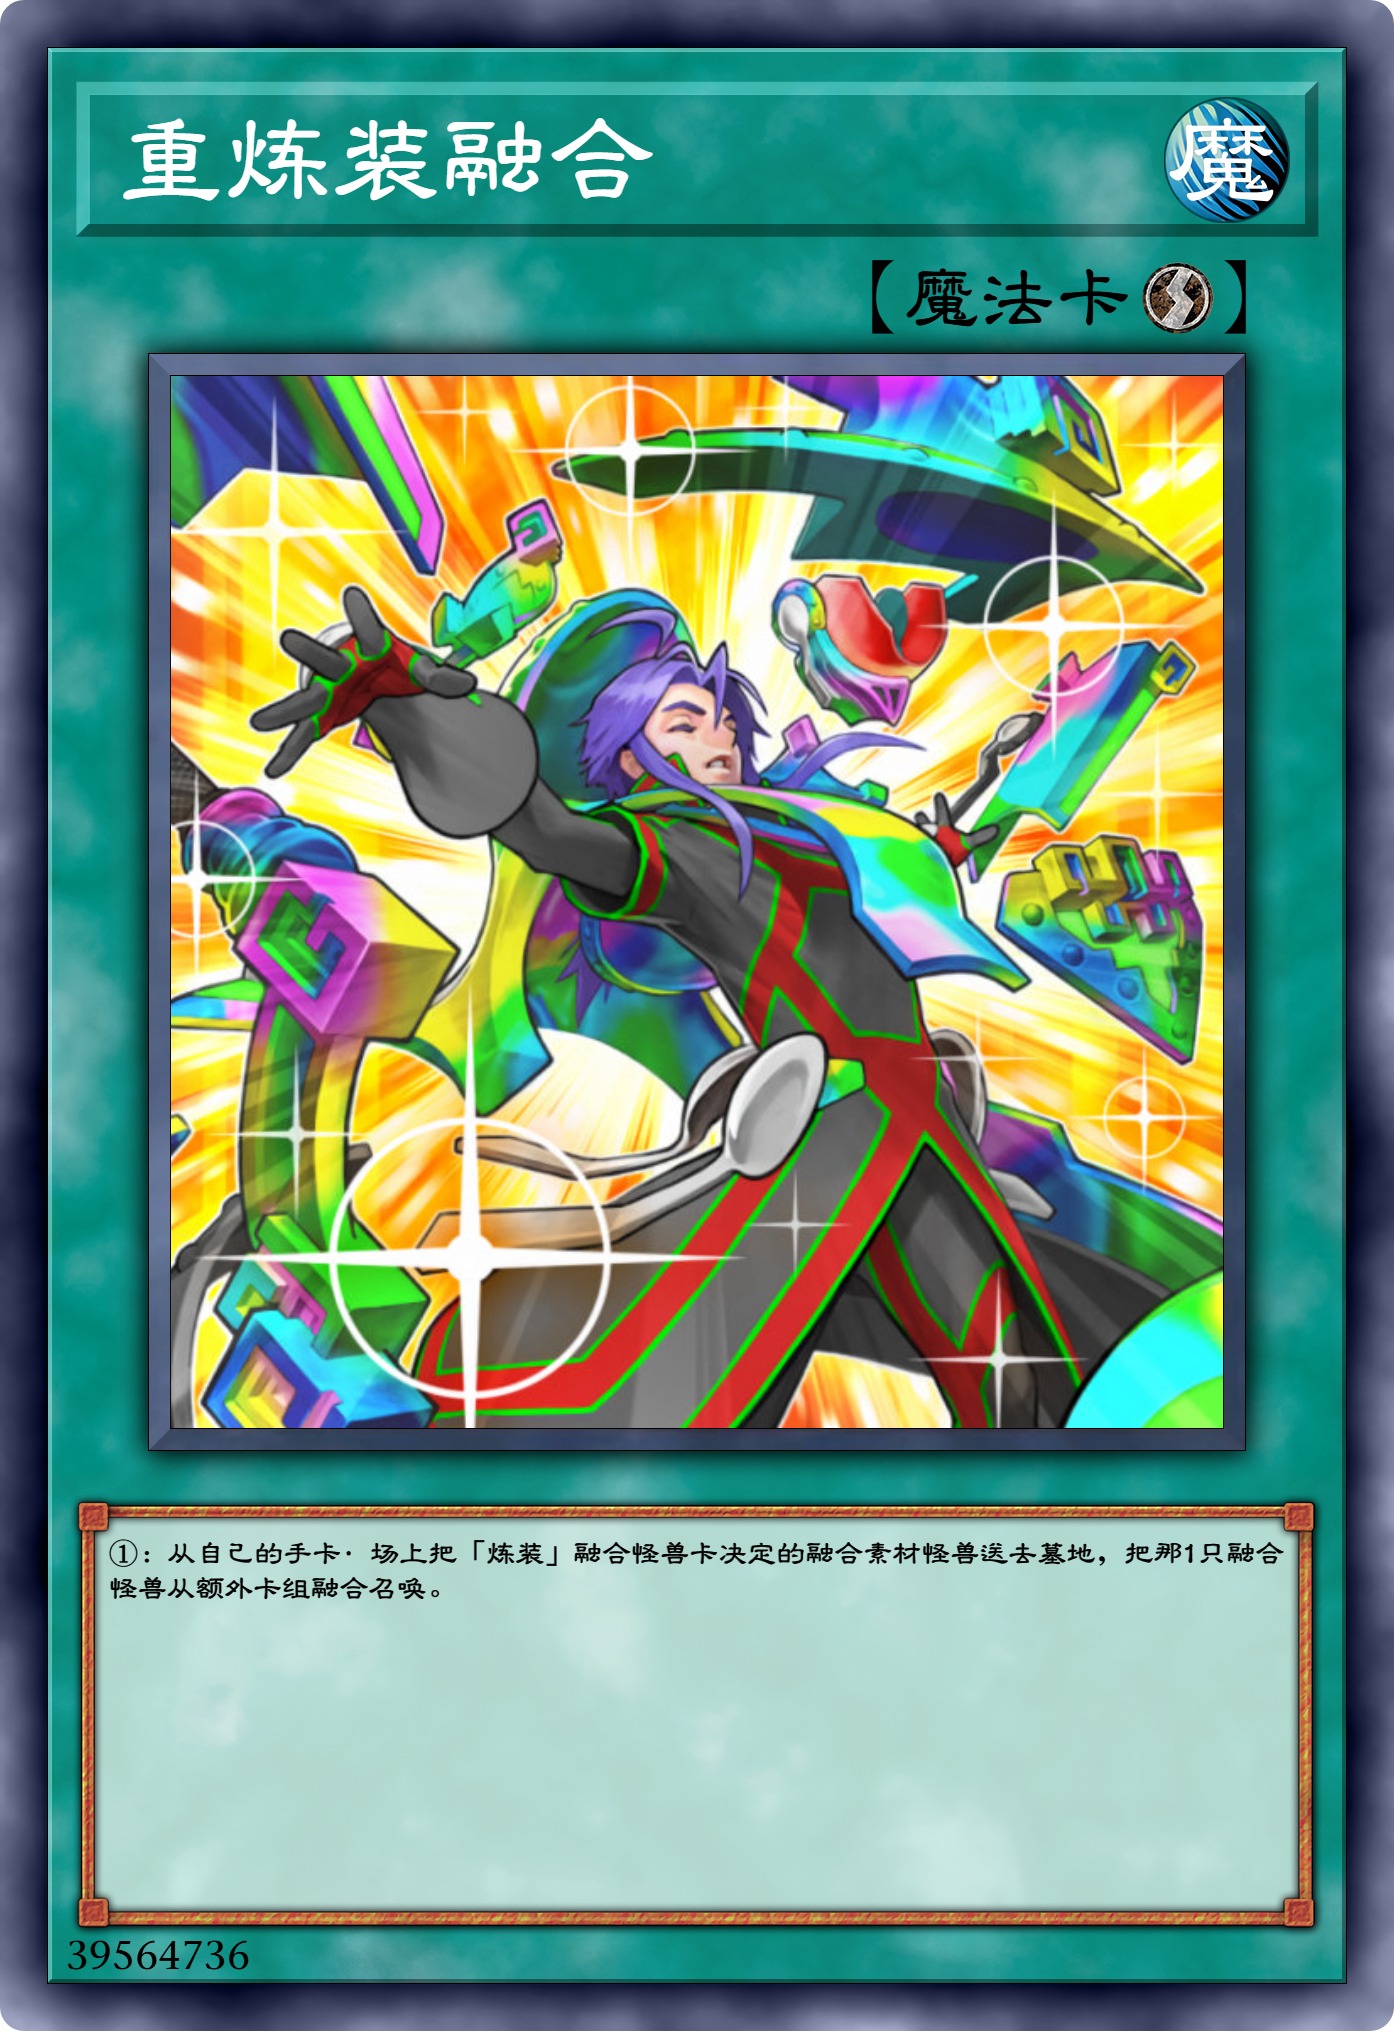 重炼装融合
魔
【魔法卡】
①：从自己的手卡·场上把「炼装」融合怪兽卡决定的融合素材怪兽送去墓地，把那1只融合
怪兽从额外卡组融合召唤。
39564736